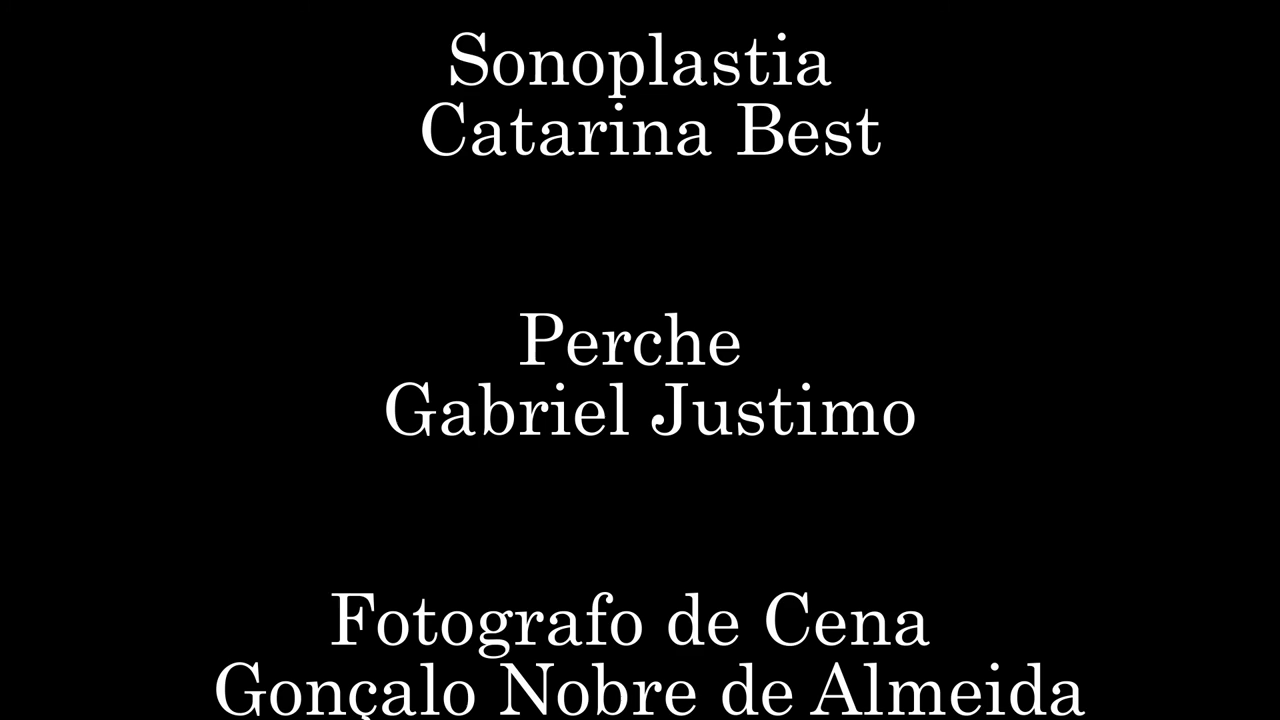 Sonoplastia
Catarina Best
Perche
Gabriel Justimo
Fotografo de Cena
Gonçalo Nobre de Almeida